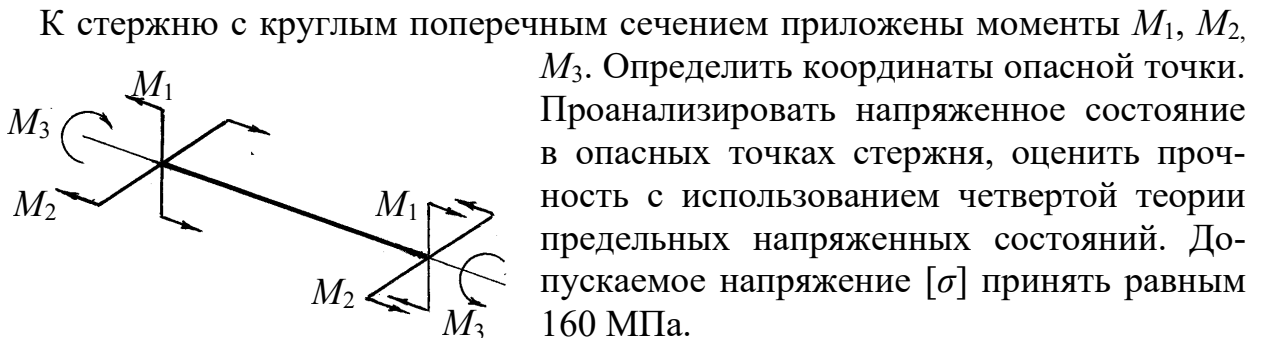 К стержню с круглым поперечным сечением приложены моменты M₁, M₂,
M₃. Определить координаты опасной точки.
Проанализировать напряженное состояние
в опасных точках стержня, оценить проч-
ность с использованием четвертой теории
предельных напряженных состояний. До-
пускаемое напряжение [σ] принять равным
160 МПа.
M₁
M₃
M₂
M₁
M₂
M₃